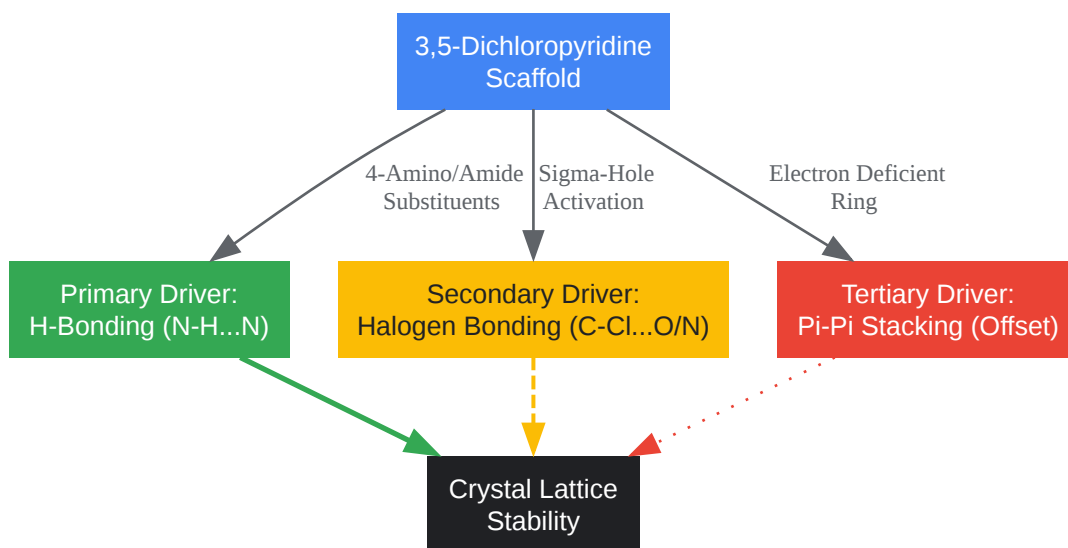 3,5-Dichloropyridine
Scaffold
4-Amino/Amide
Substituents
Sigma-Hole
Activation
Electron Deficient
Ring
Primary Driver:
H-Bonding (N-H...N)
Secondary Driver:
Halogen Bonding (C-Cl...O/N)
Tertiary Driver:
Pi-Pi Stacking (Offset)
Crystal Lattice
Stability